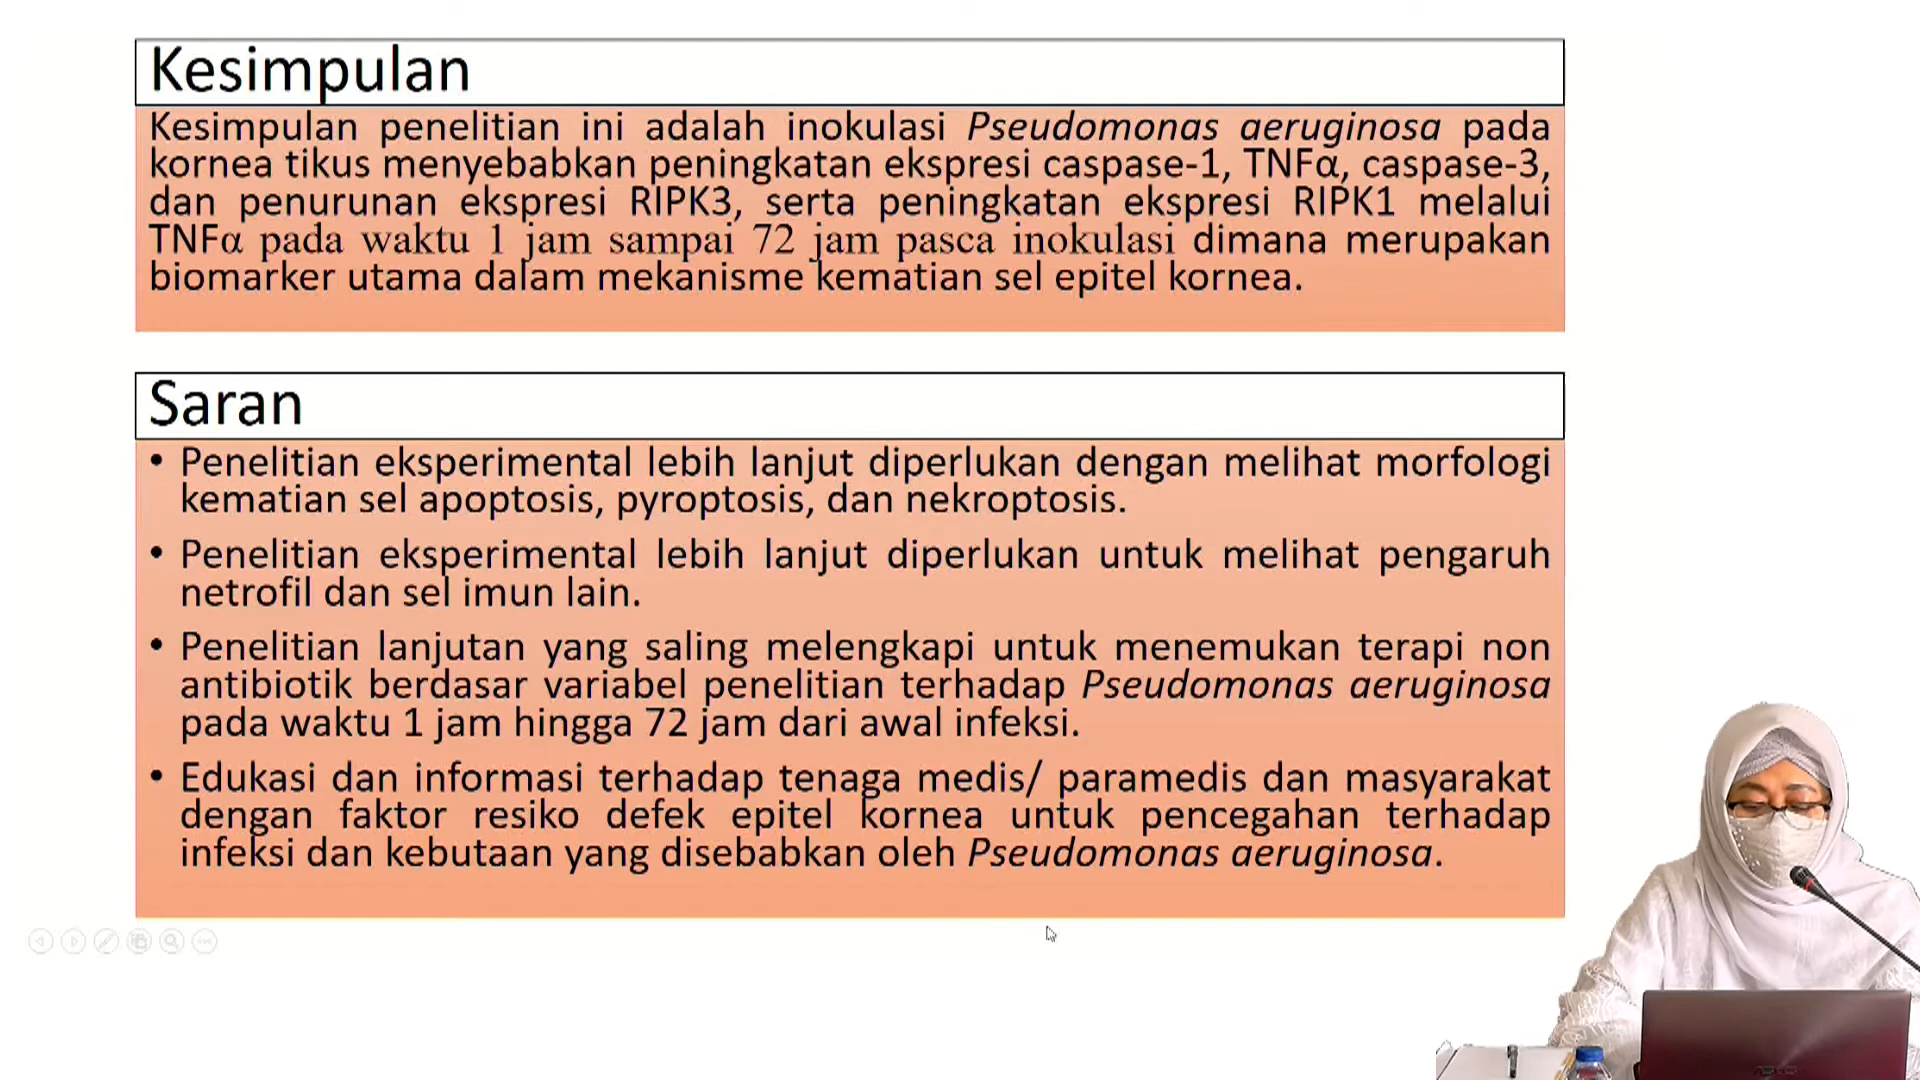 Kesimpulan
Kesimpulan penelitian ini adalah inokulasi Pseudomonas aeruginosa pada
kornea tikus menyebabkan peningkatan ekspresi caspase-1, TNFα, caspase-3,
dan penurunan ekspresi RIPK3, serta peningkatan ekspresi RIPK1 melalui
TNFα pada waktu 1 jam sampai 72 jam pasca inokulasi dimana merupakan
biomarker utama dalam mekanisme kematian sel epitel kornea.
Saran
• Penelitian eksperimental lebih lanjut diperlukan dengan melihat morfologi
kematian sel apoptosis, pyroptosis, dan nekroptosis.
• Penelitian eksperimental lebih lanjut diperlukan untuk melihat pengaruh
netrofil dan sel imun lain.
• Penelitian lanjutan yang saling melengkapi untuk menemukan terapi non
antibiotik berdasar variabel penelitian terhadap Pseudomonas aeruginosa
pada waktu 1 jam hingga 72 jam dari awal infeksi.
• Edukasi dan informasi terhadap tenaga medis/ paramedis dan masyarakat
dengan faktor resiko defek epitel kornea untuk pencegahan terhadap
infeksi dan kebutaan yang disebabkan oleh Pseudomonas aeruginosa.